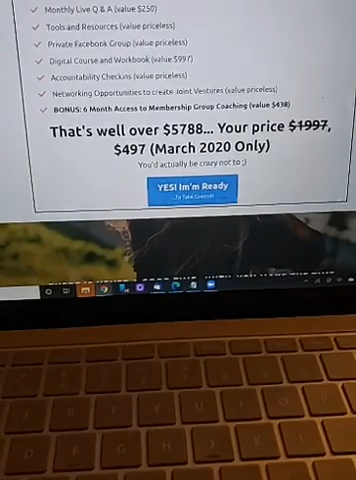 ✓ Monthly Live Q & A (value $250)
✓ Tools and Resources (value priceless)
✓ Private Facebook Group (value priceless)
✓ Digital Course and Workbook (value $997)
✓ Accountability Checkins (value priceless)
✓ Networking Opportunities to create Joint Ventures (value priceless)
✓ BONUS: 6 Month Access to Membership Group Coaching (value $438)
That's well over $5788... Your price $1997,
$497 (March 2020 Only)
You'd actually be crazy not to ;)
YES! Im'm Ready
E R T Y U I O P
D F G H J K L